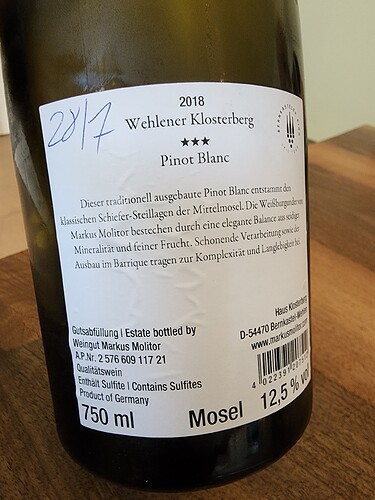 28/7
2018
Wehlener Klosterberg
★★★
Pinot Blanc
Dieser traditionell ausgebaute Pinot Blanc entstammt den
klassischen Schiefer-Steillagen der Mittelmosel. Die Weißburgunder von
Markus Molitor bestechen durch eine elegante Balance aus seidiger
Mineralität und feiner Frucht. Schonende Verarbeitung sowie der
Ausbau im Barrique tragen zur Komplexität und Langlebigkeit bei.
Gutsabfüllung | Estate bottled by
Weingut Markus Molitor
A.P.Nr. 2 576 609 117 21
Qualitätswein
Enthält Sulfite | Contains Sulfites
Product of Germany
750 ml
Haus Klosterberg
D-54470 Bernkastel-Wehlen
www.markusmolitor.com
Mosel
12,5 % vol